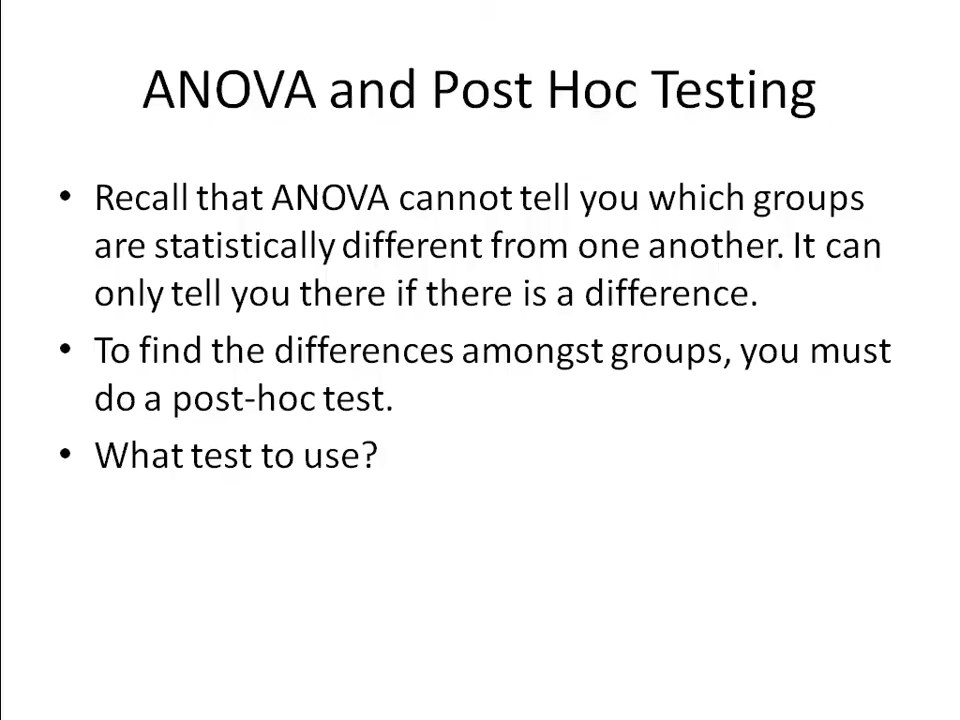 ANOVA and Post Hoc Testing
• Recall that ANOVA cannot tell you which groups
are statistically different from one another. It can
only tell you there if there is a difference.
• To find the differences amongst groups, you must
do a post-hoc test.
• What test to use?